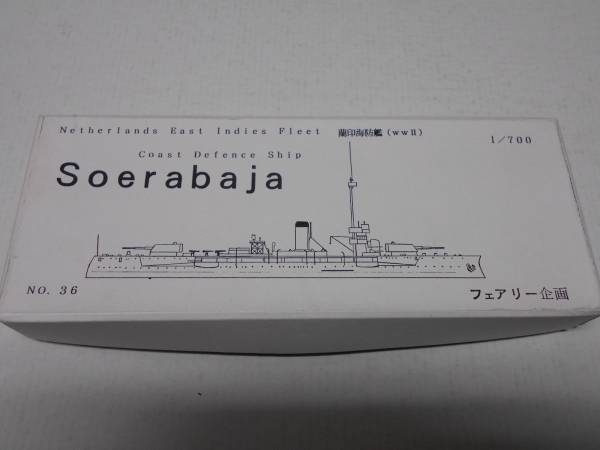 Netherlands East Indies Fleet 蘭印海防艦(WWⅡ) 1/700
Coast Defence Ship
Soerabaja
NO. 36 フェアリー企画